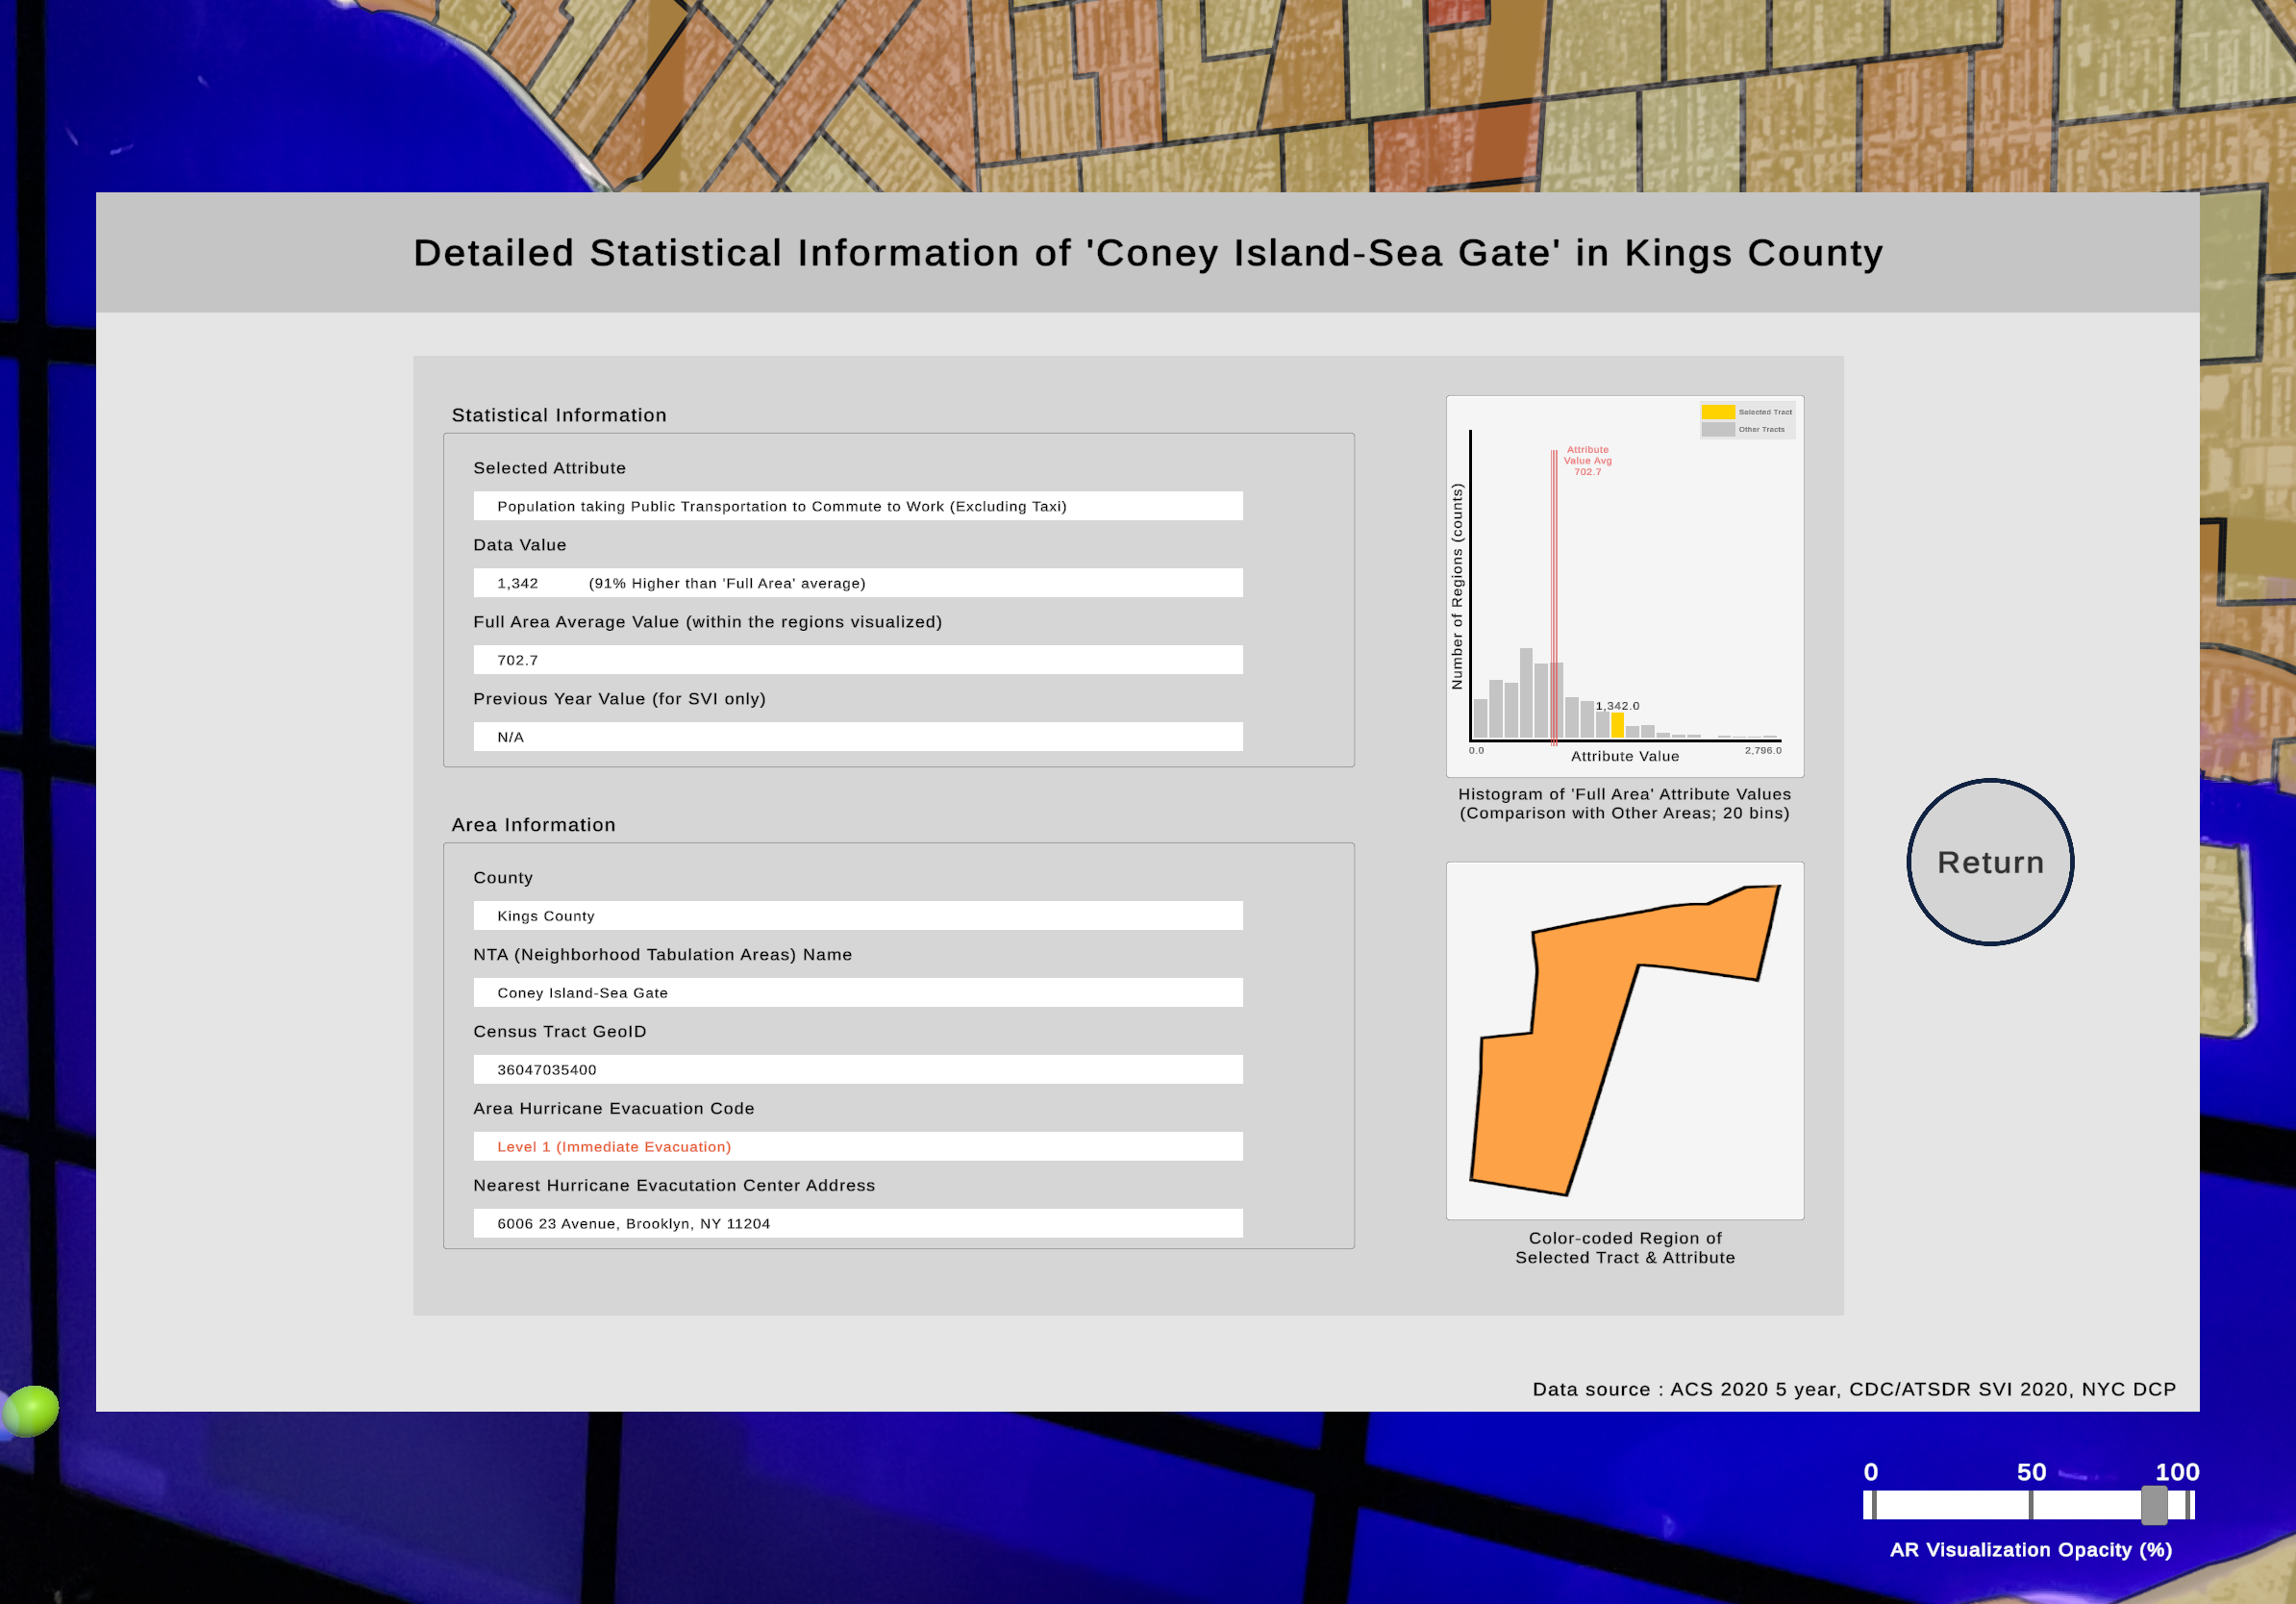 Detailed Statistical Information of 'Coney Island-Sea Gate' in Kings County
Statistical Information
Selected Attribute
Population taking Public Transportation to Commute to Work (Excluding Taxi)
Data Value
1,342 (91% Higher than 'Full Area' average)
Full Area Average Value (within the regions visualized)
702.7
Previous Year Value (for SVI only)
N/A
Area Information
County
Kings County
NTA (Neighborhood Tabulation Areas) Name
Coney Island-Sea Gate
Census Tract GeoID
36047035400
Area Hurricane Evacuation Code
Level 1 (Immediate Evacuation)
Nearest Hurricane Evacutation Center Address
6006 23 Avenue, Brooklyn, NY 11204
Selected Tract
Other Tracts
Attribute
Value Avg
702.7
Number of Regions (counts)
1,342.0
0.0
2,796.0
Attribute Value
Histogram of 'Full Area' Attribute Values
(Comparison with Other Areas; 20 bins)
Color-coded Region of
Selected Tract & Attribute
Return
Data source : ACS 2020 5 year, CDC/ATSDR SVI 2020, NYC DCP
0 50 100
AR Visualization Opacity (%)